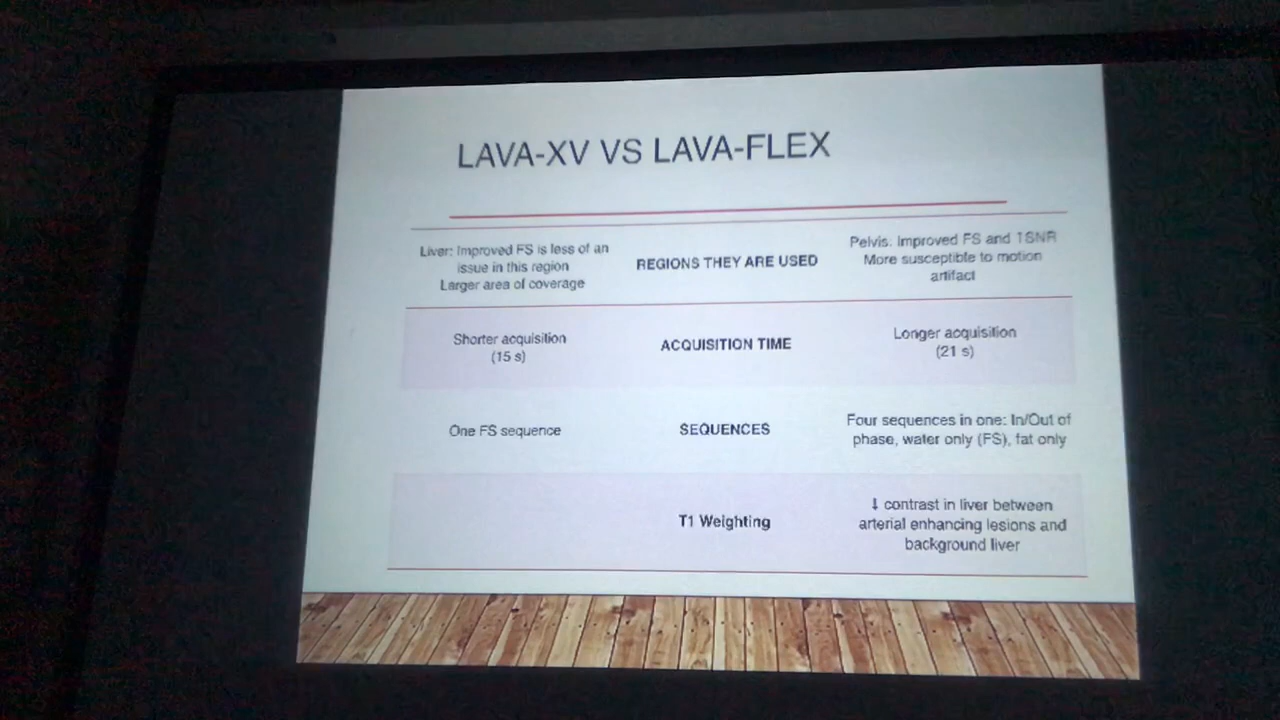 LAVA-XV VS LAVA-FLEX
Liver: Improved FS is less of an
issue in this region
Larger area of coverage
REGIONS THEY ARE USED
Pelvis: Improved FS and ↑SNR
More susceptible to motion
artifact
Shorter acquisition
(15 s)
ACQUISITION TIME
Longer acquisition
(21 s)
One FS sequence
SEQUENCES
Four sequences in one: In/Out of
phase, water only (FS), fat only
T1 Weighting
↓ contrast in liver between
arterial enhancing lesions and
background liver